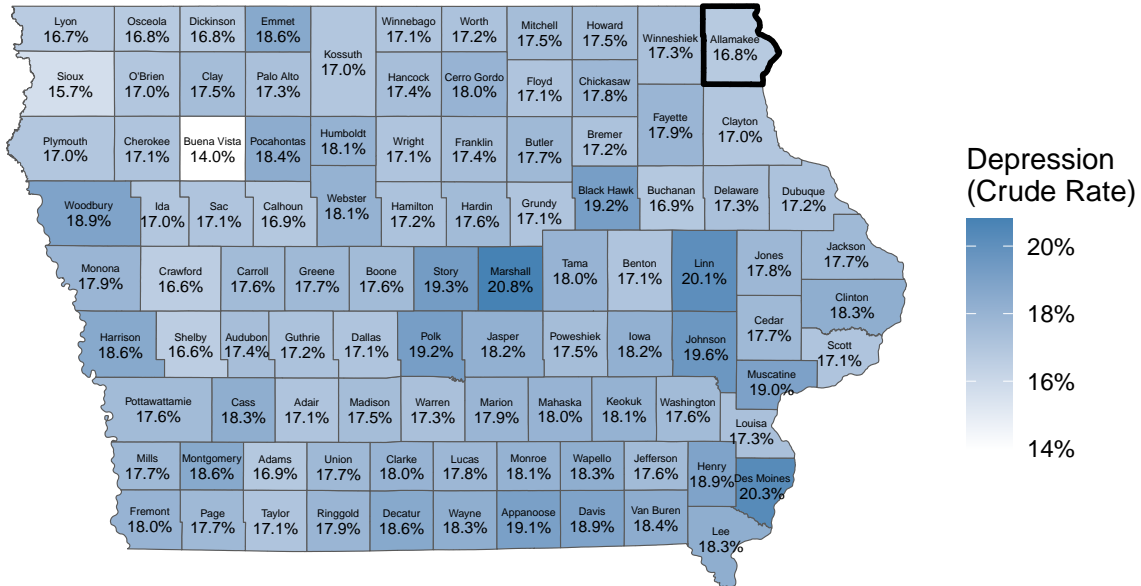 Lyon
16.7%
Osceola
16.8%
Dickinson
16.8%
Emmet
18.6%
Kossuth
17.0%
Winnebago
17.1%
Worth
17.2%
Mitchell
17.5%
Howard
17.5%
Winneshiek
17.3%
Allamakee
16.8%
Sioux
15.7%
O'Brien
17.0%
Clay
17.5%
Palo Alto
17.3%
Hancock
17.4%
Cerro Gordo
18.0%
Floyd
17.1%
Chickasaw
17.8%
Fayette
17.9%
Clayton
17.0%
Plymouth
17.0%
Cherokee
17.1%
Buena Vista
14.0%
Pocahontas
18.4%
Humboldt
18.1%
Wright
17.1%
Franklin
17.4%
Butler
17.7%
Bremer
17.2%
Woodbury
18.9%
Ida
17.0%
Sac
17.1%
Calhoun
16.9%
Webster
18.1%
Hamilton
17.2%
Hardin
17.6%
Grundy
17.1%
Black Hawk
19.2%
Buchanan
16.9%
Delaware
17.3%
Dubuque
17.2%
Monona
17.9%
Crawford
16.6%
Carroll
17.6%
Greene
17.7%
Boone
17.6%
Story
19.3%
Marshall
20.8%
Tama
18.0%
Benton
17.1%
Linn
20.1%
Jones
17.8%
Jackson
17.7%
Clinton
18.3%
Harrison
18.6%
Shelby
16.6%
Audubon
17.4%
Guthrie
17.2%
Dallas
17.1%
Polk
19.2%
Jasper
18.2%
Poweshiek
17.5%
Iowa
18.2%
Johnson
19.6%
Cedar
17.7%
Scott
17.1%
Muscatine
19.0%
Pottawattamie
17.6%
Cass
18.3%
Adair
17.1%
Madison
17.5%
Warren
17.3%
Marion
17.9%
Mahaska
18.0%
Keokuk
18.1%
Washington
17.6%
Louisa
17.3%
Mills
17.7%
Montgomery
18.6%
Adams
16.9%
Union
17.7%
Clarke
18.0%
Lucas
17.8%
Monroe
18.1%
Wapello
18.3%
Jefferson
17.6%
Henry
18.9%
Des Moines
20.3%
Fremont
18.0%
Page
17.7%
Taylor
17.1%
Ringgold
17.9%
Decatur
18.6%
Wayne
18.3%
Appanoose
19.1%
Davis
18.9%
Van Buren
18.4%
Lee
18.3%
Depression
(Crude Rate)
20%
18%
16%
14%